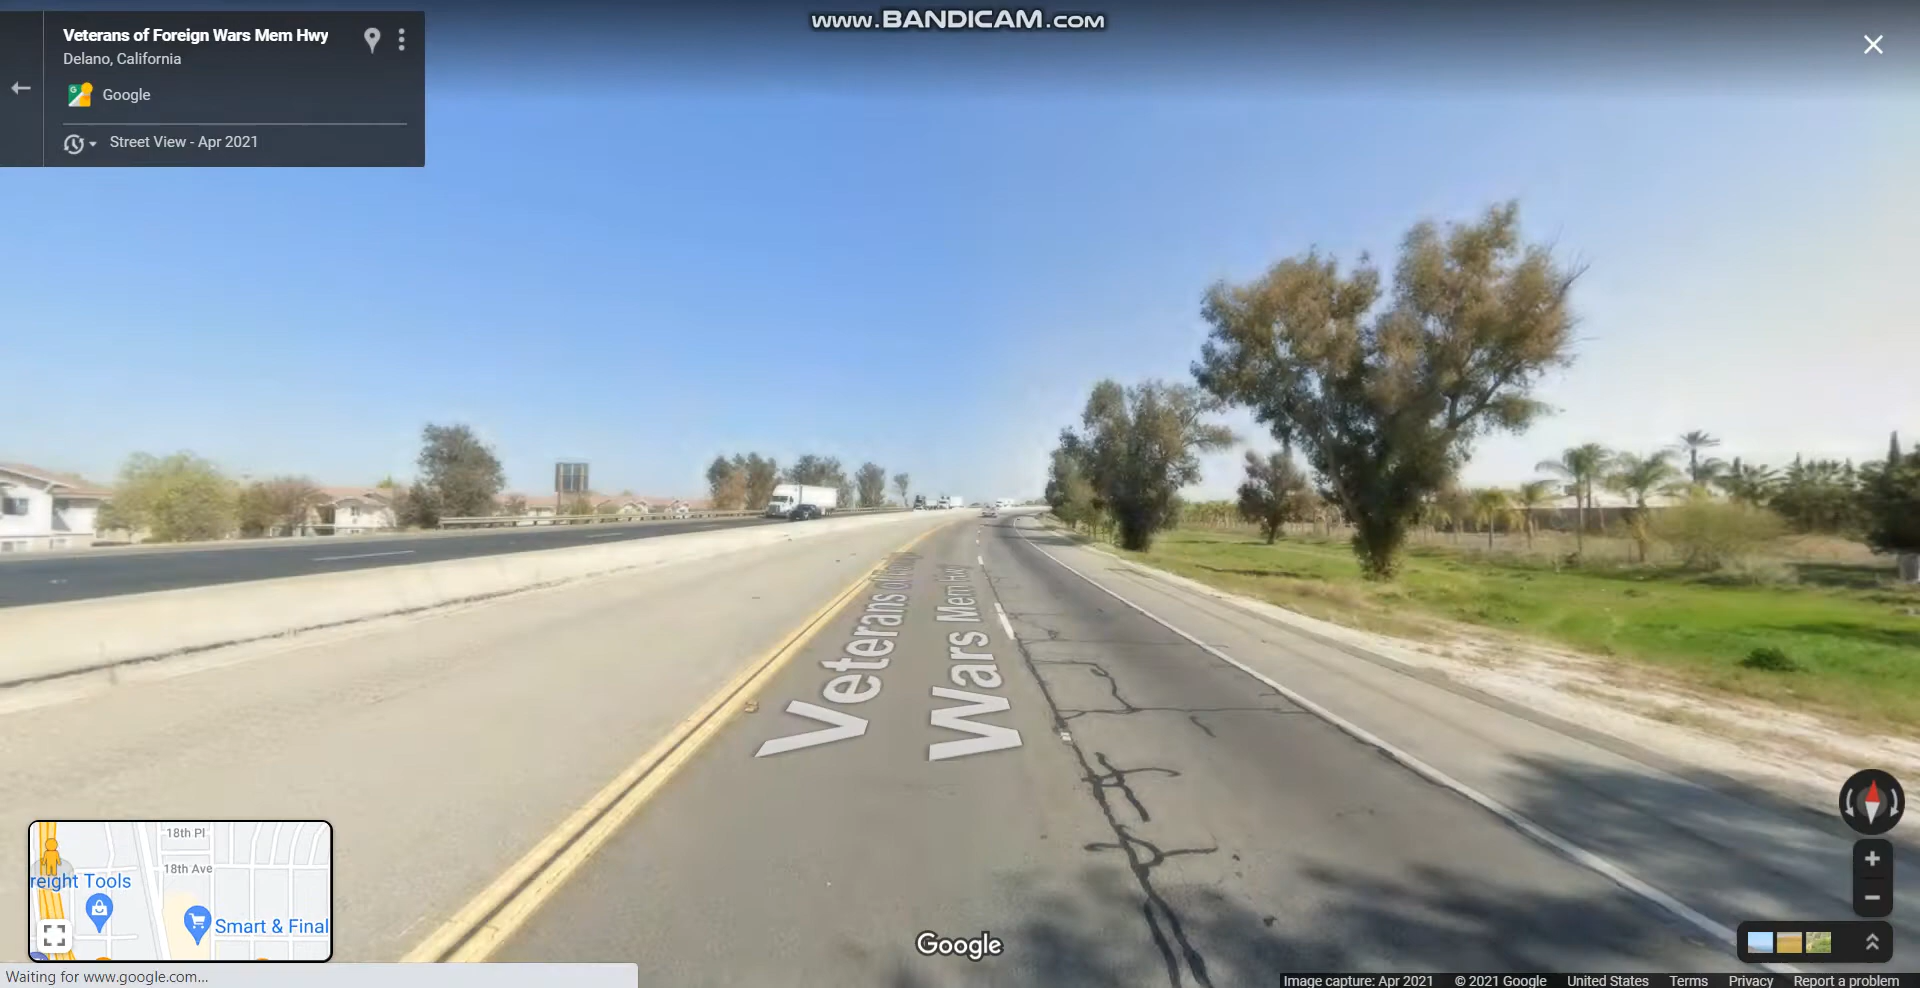 www.BANDICAM.com
Veterans of Foreign Wars Mem Hwy
Delano, California
Google
Street View - Apr 2021
Veterans of
Wars Mem Hwy
18th Pl
18th Ave
reight Tools
Smart & Final
Google
Waiting for www.google.com...
Image capture: Apr 2021 © 2021 Google United States Terms Privacy Report a problem